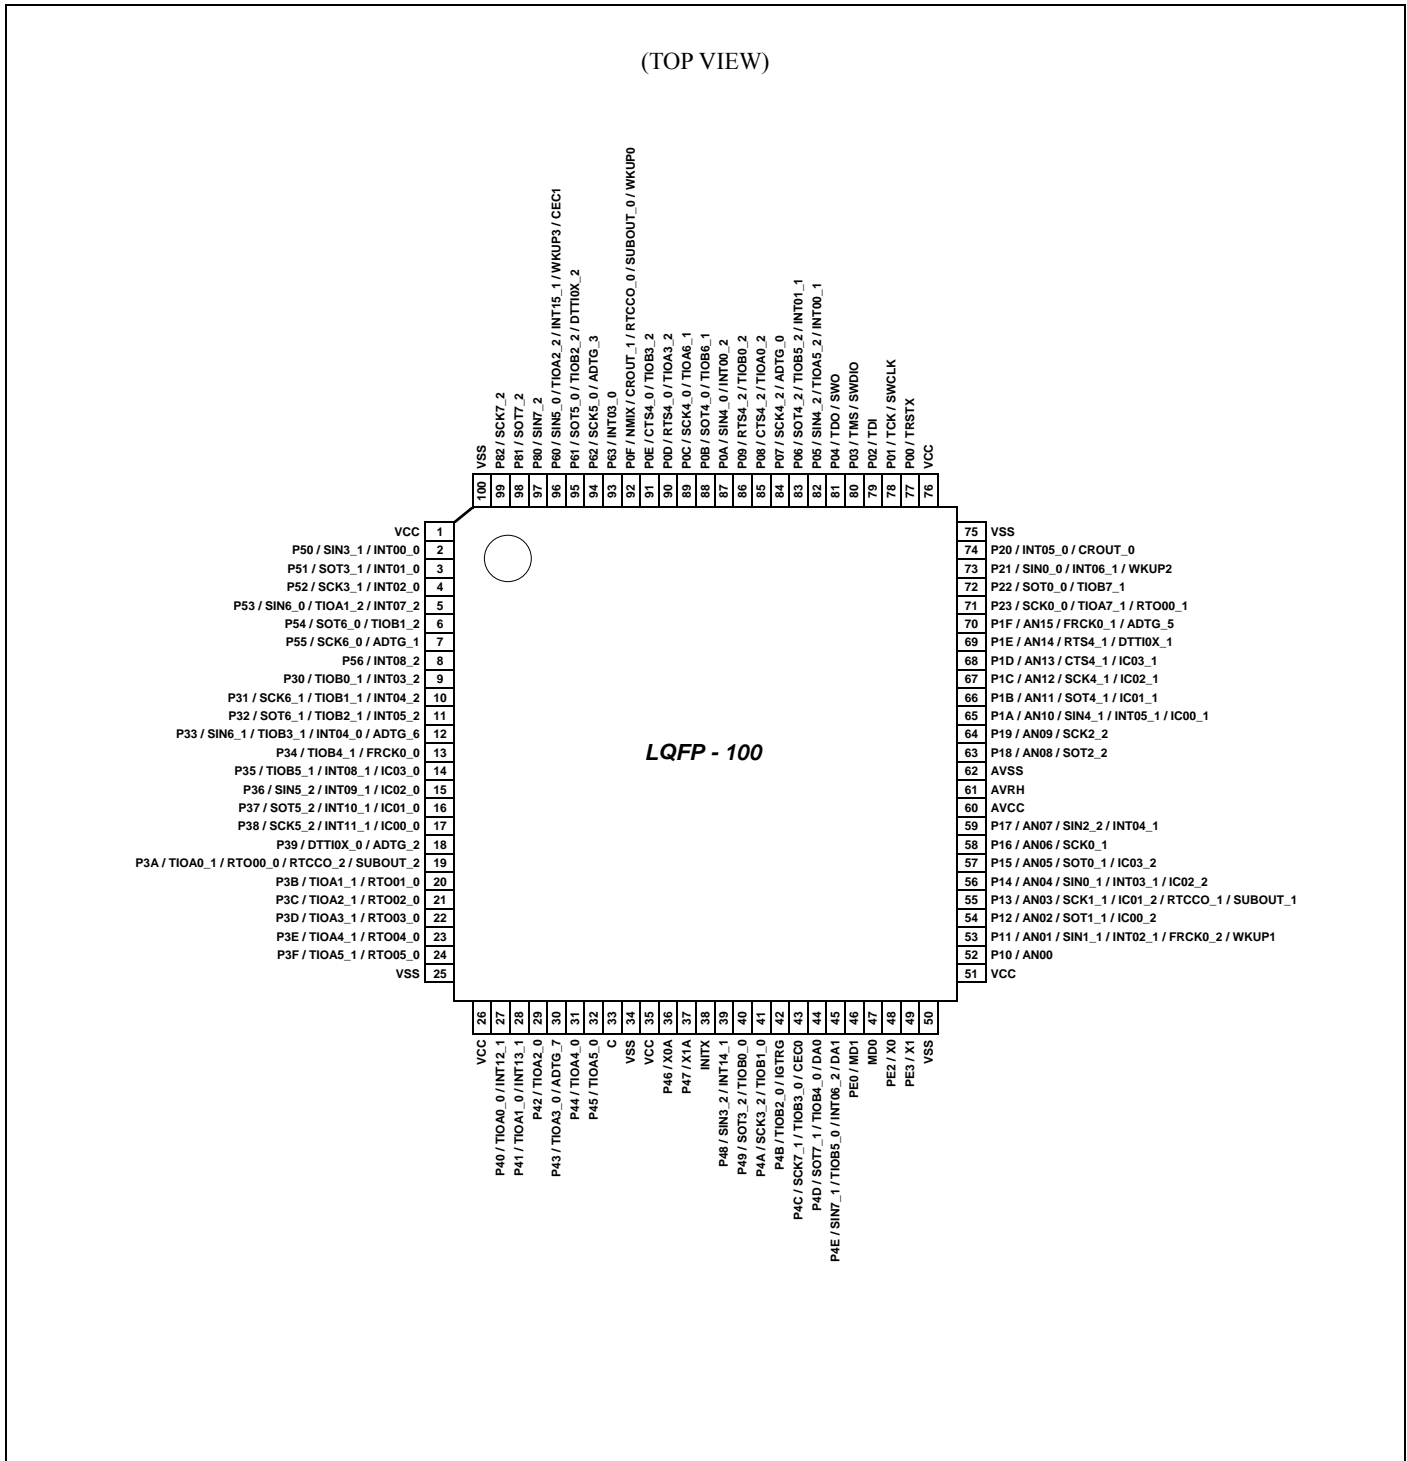 (TOP VIEW)
VSS
P82 / SCK7_2
P81 / SOT7_2
P80 / SIN7_2
P60 / SIN5_0 / TIOA2_2 / INT15_1 / WKUP3 / CEC1
P61 / SOT5_0 / TIOB2_2 / DTTI0X_2
P62 / SCK5_0 / ADTG_3
P63 / INT03_0
P0F / NMIX / CROUT_1 / RTCCO_0 / SUBOUT_0 / WKUP0
P0E / CTS4_0 / TIOB3_2
P0D / RTS4_0 / TIOA3_2
P0C / SCK4_0 / TIOA6_1
P0B / SOT4_0 / TIOB6_1
P0A / SIN4_0 / INT00_2
P09 / RTS4_2 / TIOB0_2
P08 / CTS4_2 / TIOA0_2
P07 / SCK4_2 / ADTG_0
P06 / SOT4_2 / TIOB5_2 / INT01_1
P05 / SIN4_2 / TIOA5_2 / INT00_1
P04 / TDO / SWO
P03 / TMS / SWDIO
P02 / TDI
P01 / TCK / SWCLK
P00 / TRSTX
VCC
100 99 98 97 96 95 94 93 92 91 90 89 88 87 86 85 84 83 82 81 80 79 78 77 76
VCC 1
P50 / SIN3_1 / INT00_0 2
P51 / SOT3_1 / INT01_0 3
P52 / SCK3_1 / INT02_0 4
P53 / SIN6_0 / TIOA1_2 / INT07_2 5
P54 / SOT6_0 / TIOB1_2 6
P55 / SCK6_0 / ADTG_1 7
P56 / INT08_2 8
P30 / TIOB0_1 / INT03_2 9
P31 / SCK6_1 / TIOB1_1 / INT04_2 10
P32 / SOT6_1 / TIOB2_1 / INT05_2 11
P33 / SIN6_1 / TIOB3_1 / INT04_0 / ADTG_6 12
P34 / TIOB4_1 / FRCK0_0 13
P35 / TIOB5_1 / INT08_1 / IC03_0 14
P36 / SIN5_2 / INT09_1 / IC02_0 15
P37 / SOT5_2 / INT10_1 / IC01_0 16
P38 / SCK5_2 / INT11_1 / IC00_0 17
P39 / DTTI0X_0 / ADTG_2 18
P3A / TIOA0_1 / RTO00_0 / RTCCO_2 / SUBOUT_2 19
P3B / TIOA1_1 / RTO01_0 20
P3C / TIOA2_1 / RTO02_0 21
P3D / TIOA3_1 / RTO03_0 22
P3E / TIOA4_1 / RTO04_0 23
P3F / TIOA5_1 / RTO05_0 24
VSS 25
LQFP - 100
75 VSS
74 P20 / INT05_0 / CROUT_0
73 P21 / SIN0_0 / INT06_1 / WKUP2
72 P22 / SOT0_0 / TIOB7_1
71 P23 / SCK0_0 / TIOA7_1 / RTO00_1
70 P1F / AN15 / FRCK0_1 / ADTG_5
69 P1E / AN14 / RTS4_1 / DTTI0X_1
68 P1D / AN13 / CTS4_1 / IC03_1
67 P1C / AN12 / SCK4_1 / IC02_1
66 P1B / AN11 / SOT4_1 / IC01_1
65 P1A / AN10 / SIN4_1 / INT05_1 / IC00_1
64 P19 / AN09 / SCK2_2
63 P18 / AN08 / SOT2_2
62 AVSS
61 AVRH
60 AVCC
59 P17 / AN07 / SIN2_2 / INT04_1
58 P16 / AN06 / SCK0_1
57 P15 / AN05 / SOT0_1 / IC03_2
56 P14 / AN04 / SIN0_1 / INT03_1 / IC02_2
55 P13 / AN03 / SCK1_1 / IC01_2 / RTCCO_1 / SUBOUT_1
54 P12 / AN02 / SOT1_1 / IC00_2
53 P11 / AN01 / SIN1_1 / INT02_1 / FRCK0_2 / WKUP1
52 P10 / AN00
51 VCC
26 27 28 29 30 31 32 33 34 35 36 37 38 39 40 41 42 43 44 45 46 47 48 49 50
VCC
P40 / TIOA0_0 / INT12_1
P41 / TIOA1_0 / INT13_1
P42 / TIOA2_0
P43 / TIOA3_0 / ADTG_7
P44 / TIOA4_0
P45 / TIOA5_0
C
VSS
VCC
P46 / X0A
P47 / X1A
INITX
P48 / SIN3_2 / INT14_1
P49 / SOT3_2 / TIOB0_0
P4A / SCK3_2 / TIOB1_0
P4B / TIOB2_0 / IGTRG
P4C / SCK7_1 / TIOB3_0 / CEC0
P4D / SOT7_1 / TIOB4_0 / DA0
P4E / SIN7_1 / TIOB5_0 / INT06_2 / DA1
PE0 / MD1
MD0
PE2 / X0
PE3 / X1
VSS